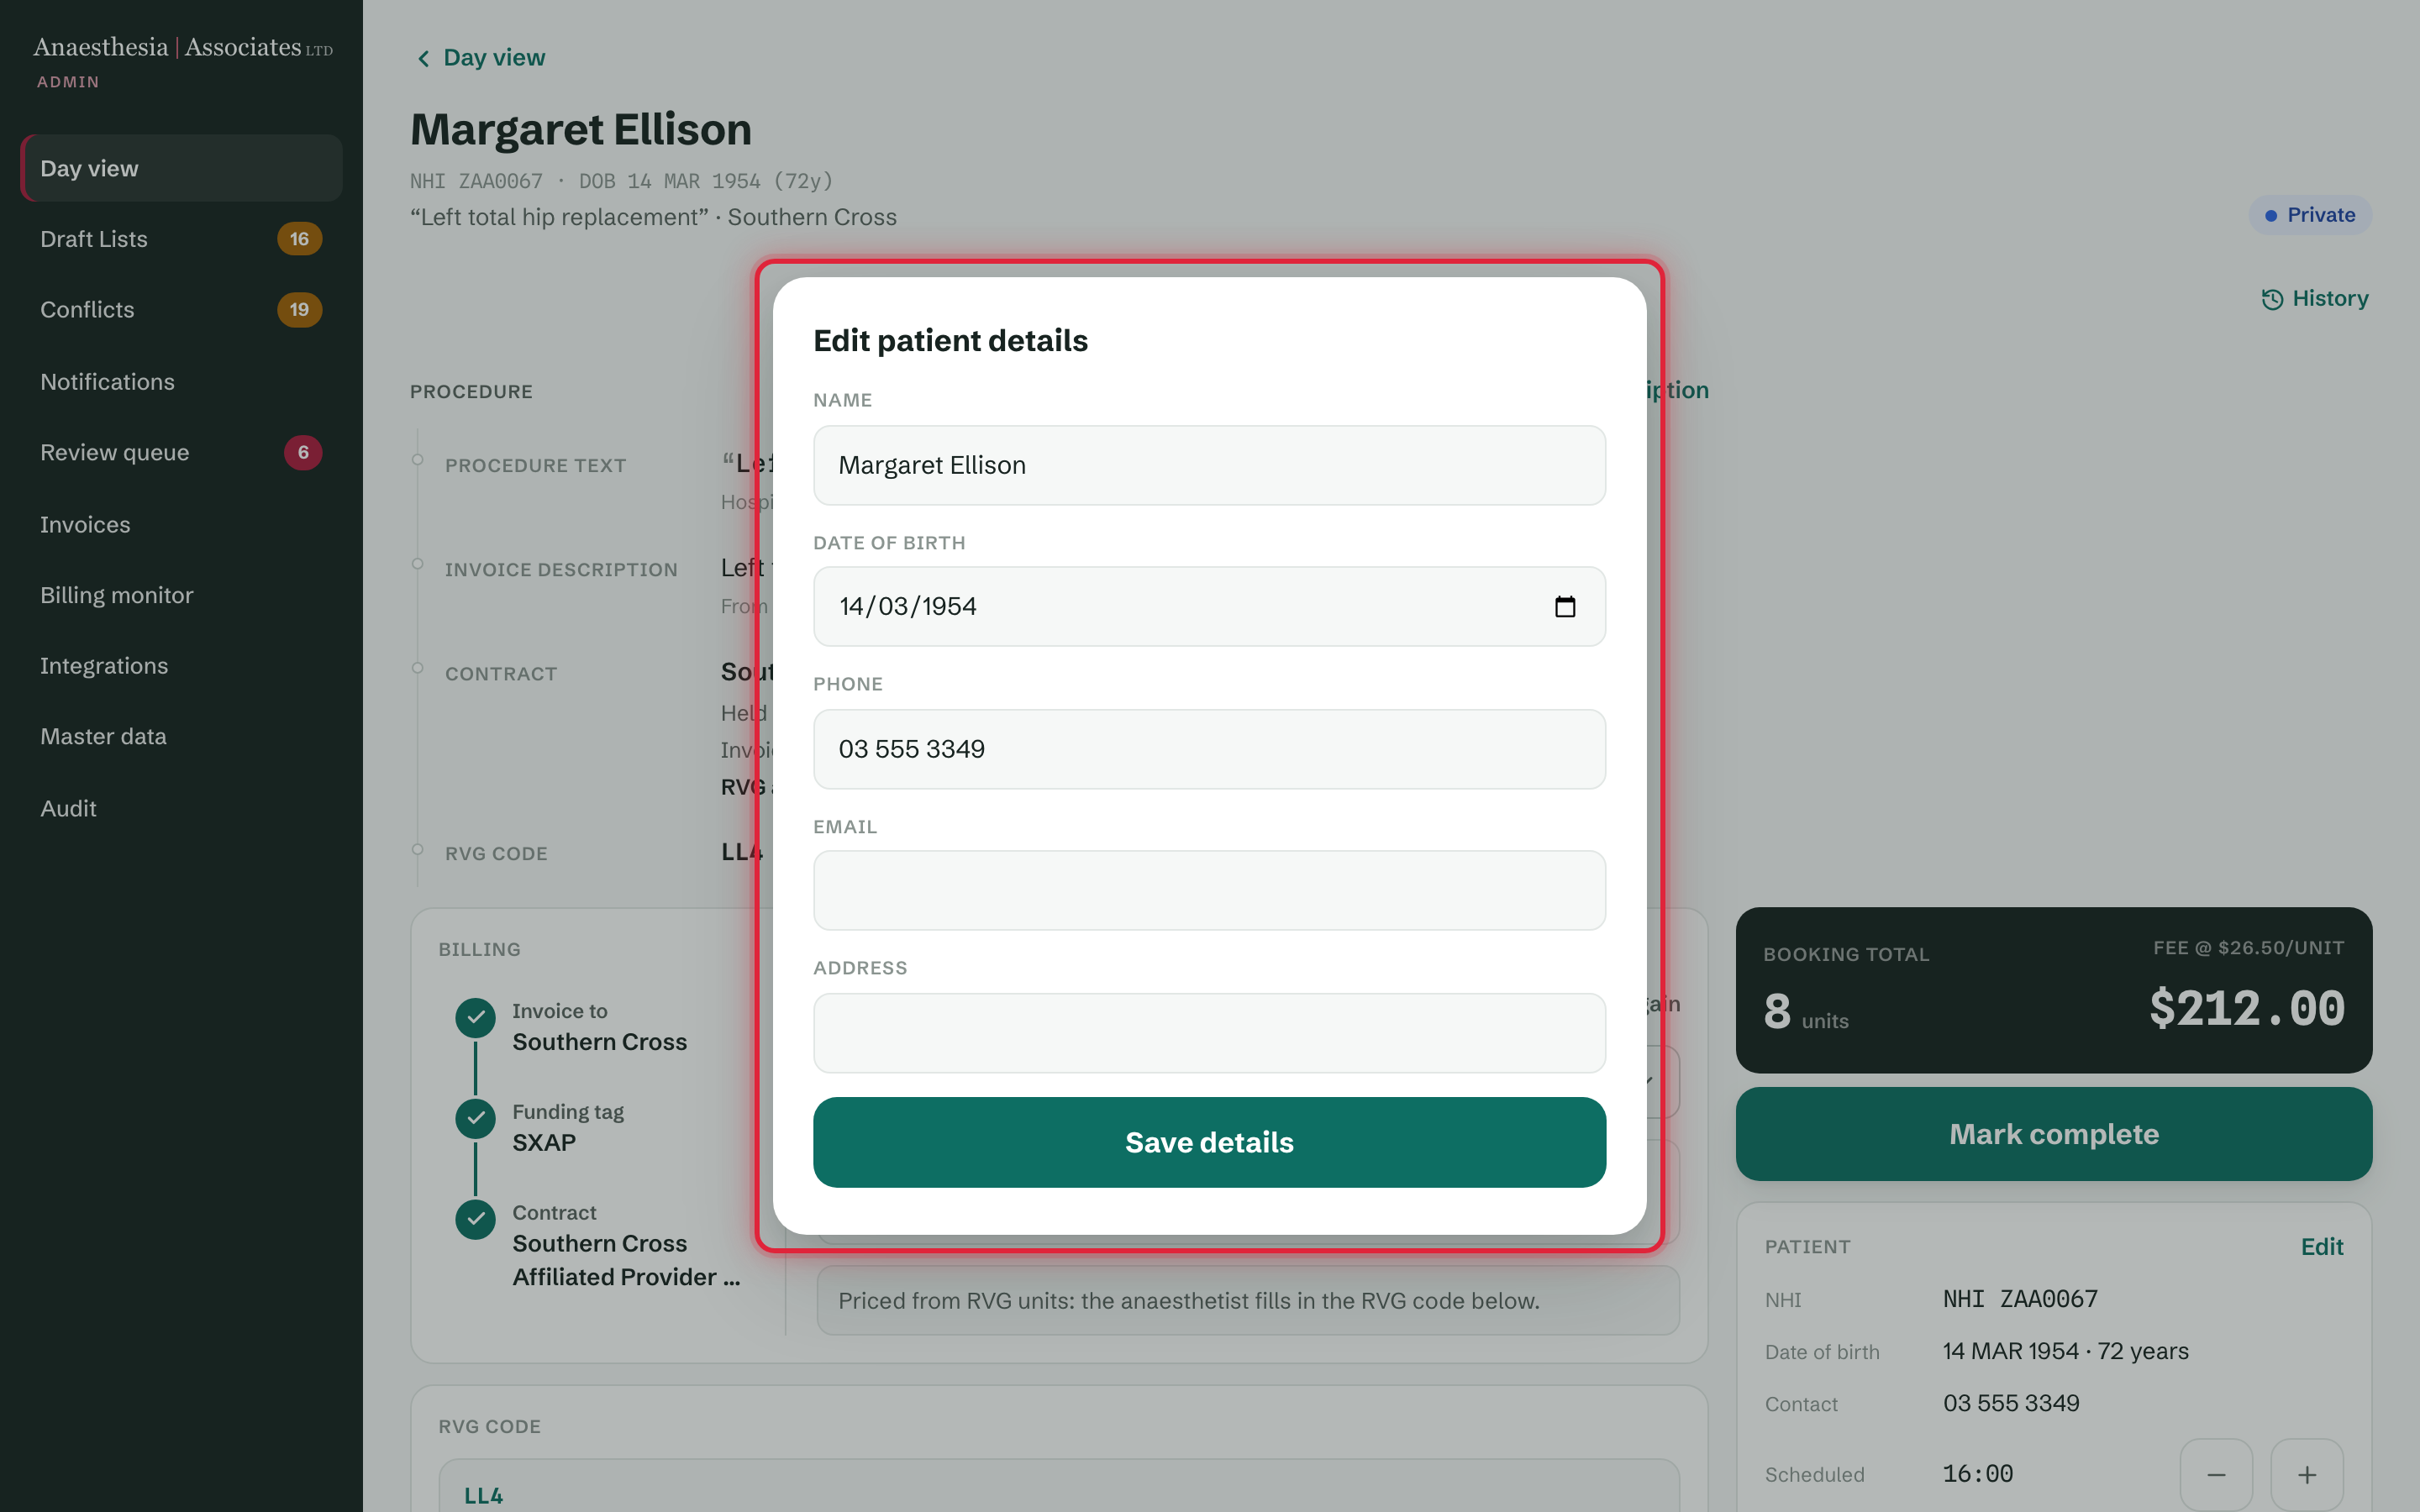 Anaesthesia | Associates LTD
ADMIN
Day view
Draft Lists 16
Conflicts 19
Notifications
Review queue 6
Invoices
Billing monitor
Integrations
Master data
Audit
Day view
Margaret Ellison
NHI ZAA0067 · DOB 14 MAR 1954 (72y)
“Left total hip replacement” · Southern Cross
Private
History
PROCEDURE
PROCEDURE TEXT
INVOICE DESCRIPTION
Left
From
CONTRACT
Held
RVG
RVG CODE
LL4
Edit patient details
NAME
Margaret Ellison
DATE OF BIRTH
14/03/1954
PHONE
03 555 3349
EMAIL
ADDRESS
Save details
BILLING
Invoice to
Southern Cross
Funding tag
SXAP
Contract
Southern Cross
Affiliated Provider ...
Priced from RVG units: the anaesthetist fills in the RVG code below.
RVG CODE
LL4
BOOKING TOTAL
FEE @ $26.50/UNIT
8 units
$212.00
Mark complete
PATIENT
Edit
NHI
NHI ZAA0067
Date of birth
14 MAR 1954 · 72 years
Contact
03 555 3349
Scheduled
16:00
− +